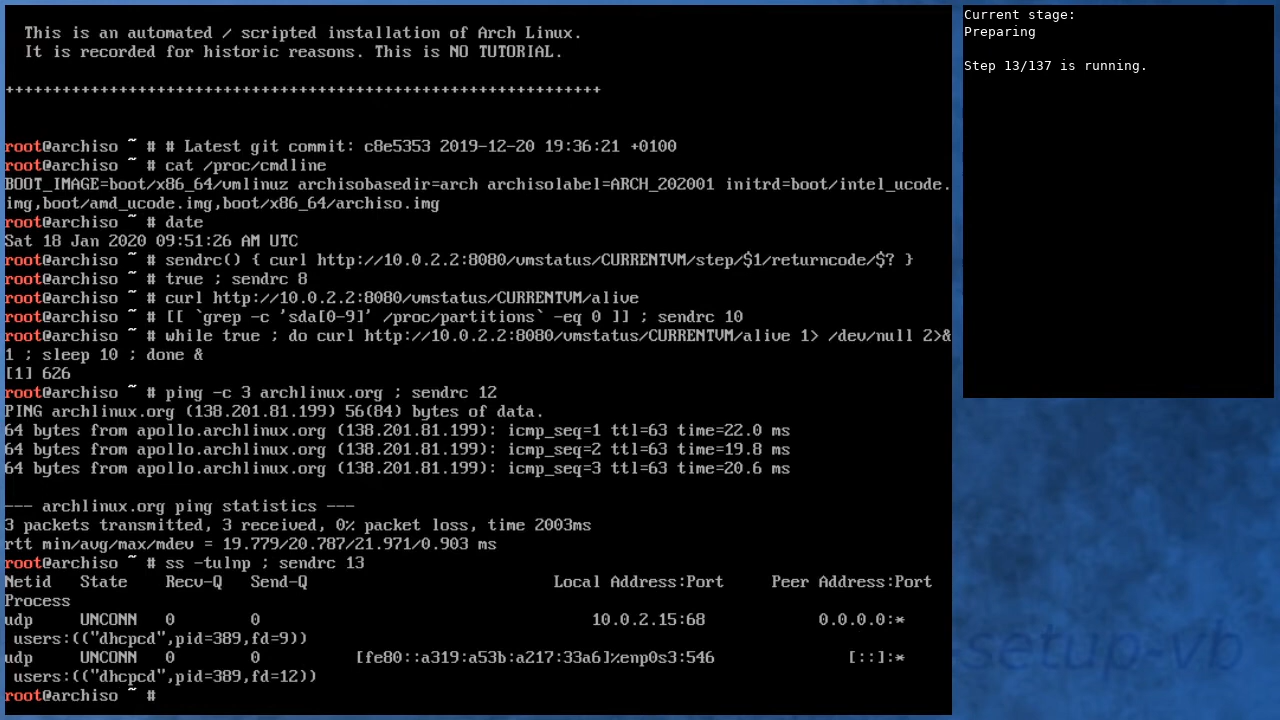 This is an automated / scripted installation of Arch Linux.
It is recorded for historic reasons. This is NO TUTORIAL.
+++++++++++++++++++++++++++++++++++++++++++++++++++++++++++++++
root@archiso ~ # # Latest git commit: c8e5353 2019-12-20 19:36:21 +0100
root@archiso ~ # cat /proc/cmdline
BOOT_IMAGE=boot/x86_64/vmlinuz archisobasedir=arch archisolabel=ARCH_202001 initrd=boot/intel_ucode.
img,boot/amd_ucode.img,boot/x86_64/archiso.img
root@archiso ~ # date
Sat 18 Jan 2020 09:51:26 AM UTC
root@archiso ~ # sendrc() { curl http://10.0.2.2:8080/vmstatus/CURRENTVM/step/$1/returncode/$? }
root@archiso ~ # true ; sendrc 8
root@archiso ~ # curl http://10.0.2.2:8080/vmstatus/CURRENTVM/alive
root@archiso ~ # [[ `grep -c 'sda[0-9]' /proc/partitions` -eq 0 ]] ; sendrc 10
root@archiso ~ # while true ; do curl http://10.0.2.2:8080/vmstatus/CURRENTVM/alive 1> /dev/null 2>&
1 ; sleep 10 ; done &
[1] 626
root@archiso ~ # ping -c 3 archlinux.org ; sendrc 12
PING archlinux.org (138.201.81.199) 56(84) bytes of data.
64 bytes from apollo.archlinux.org (138.201.81.199): icmp_seq=1 ttl=63 time=22.0 ms
64 bytes from apollo.archlinux.org (138.201.81.199): icmp_seq=2 ttl=63 time=19.8 ms
64 bytes from apollo.archlinux.org (138.201.81.199): icmp_seq=3 ttl=63 time=20.6 ms
--- archlinux.org ping statistics ---
3 packets transmitted, 3 received, 0% packet loss, time 2003ms
rtt min/avg/max/mdev = 19.779/20.787/21.971/0.903 ms
root@archiso ~ # ss -tulnp ; sendrc 13
Netid State Recv-Q Send-Q Local Address:Port Peer Address:Port
Process
udp UNCONN 0 0 10.0.2.15:68 0.0.0.0:*
users:(("dhcpcd",pid=389,fd=9))
udp UNCONN 0 0 [fe80::a319:a53b:a217:33a6]%enp0s3:546 [::]:*
users:(("dhcpcd",pid=389,fd=12))
root@archiso ~ #
Current stage:
Preparing
Step 13/137 is running.
setup-vb